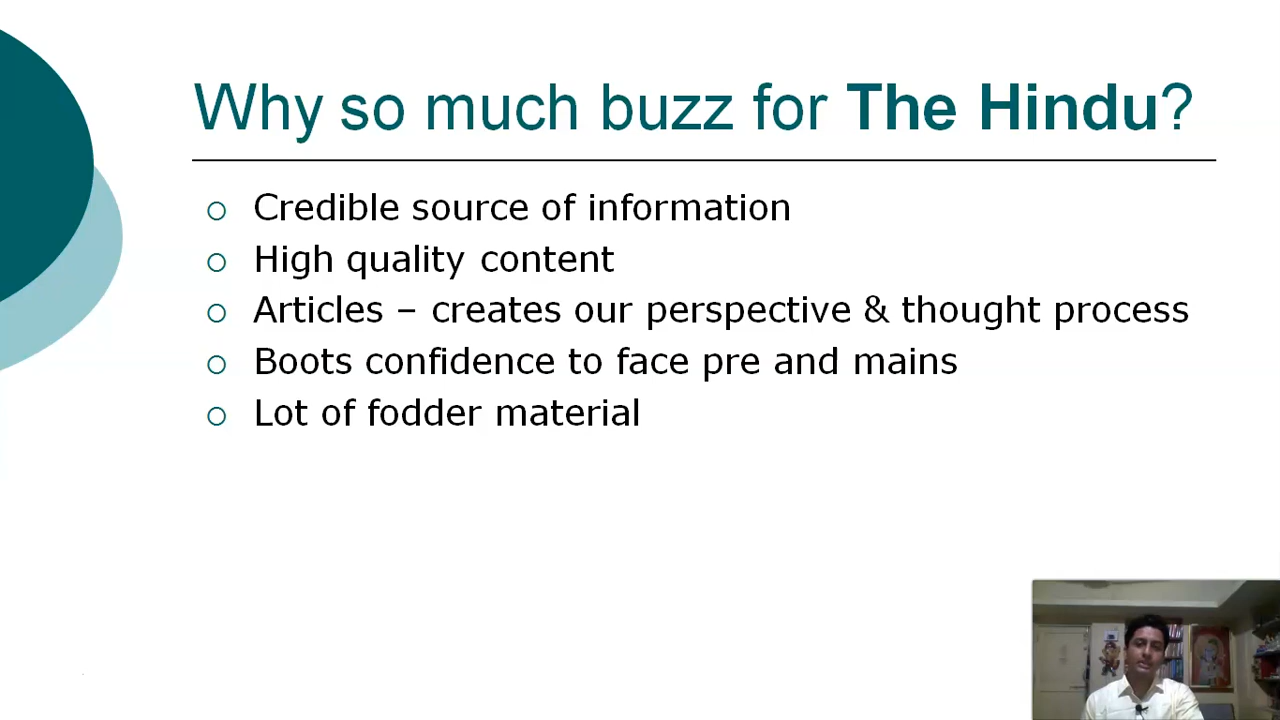 Why so much buzz for The Hindu?
Credible source of information
High quality content
Articles – creates our perspective & thought process
Boots confidence to face pre and mains
Lot of fodder material